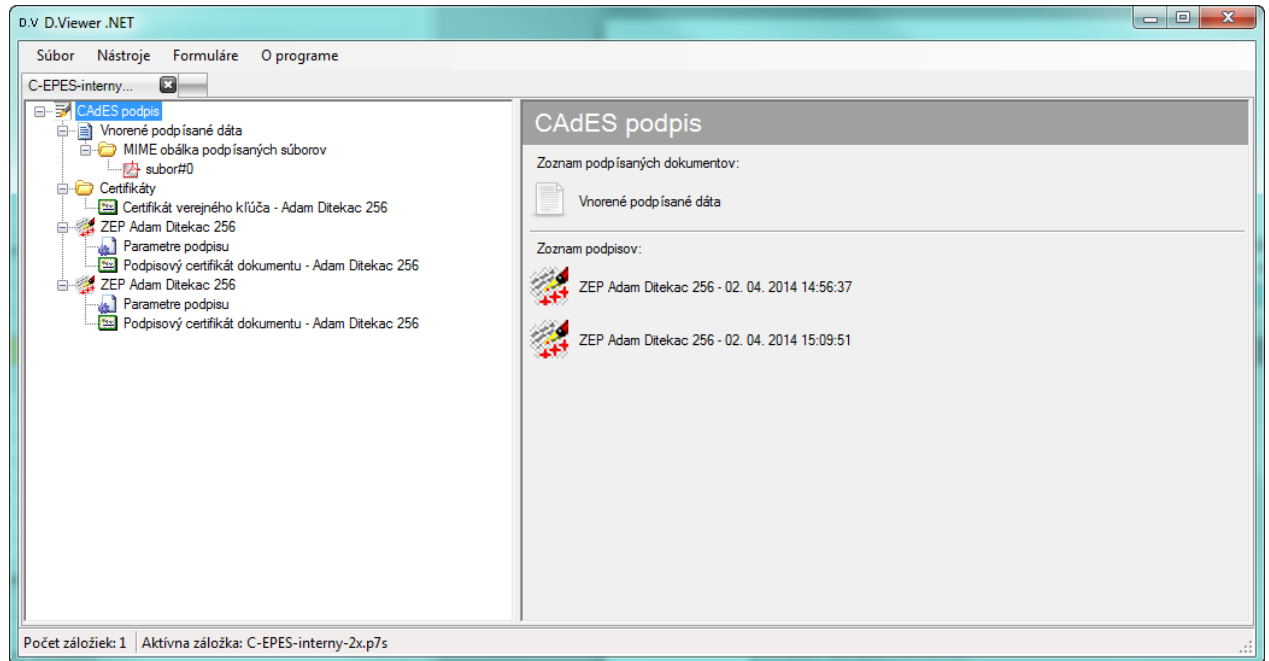 D.V D.Viewer .NET
Súbor Nástroje Formuláre O programe
C-EPES-interny...
CAdES podpis
Vnorené podpísané dáta
MIME obálka podpísaných súborov
subor#0
Certifikáty
Certifikát verejného kľúča - Adam Ditekac 256
ZEP Adam Ditekac 256
Parametre podpisu
Podpisový certifikát dokumentu - Adam Ditekac 256
ZEP Adam Ditekac 256
Parametre podpisu
Podpisový certifikát dokumentu - Adam Ditekac 256
CAdES podpis
Zoznam podpísaných dokumentov:
Vnorené podpísané dáta
Zoznam podpisov:
ZEP Adam Ditekac 256 - 02. 04. 2014 14:56:37
ZEP Adam Ditekac 256 - 02. 04. 2014 15:09:51
Počet záložiek: 1 Aktívna záložka: C-EPES-interny-2x.p7s